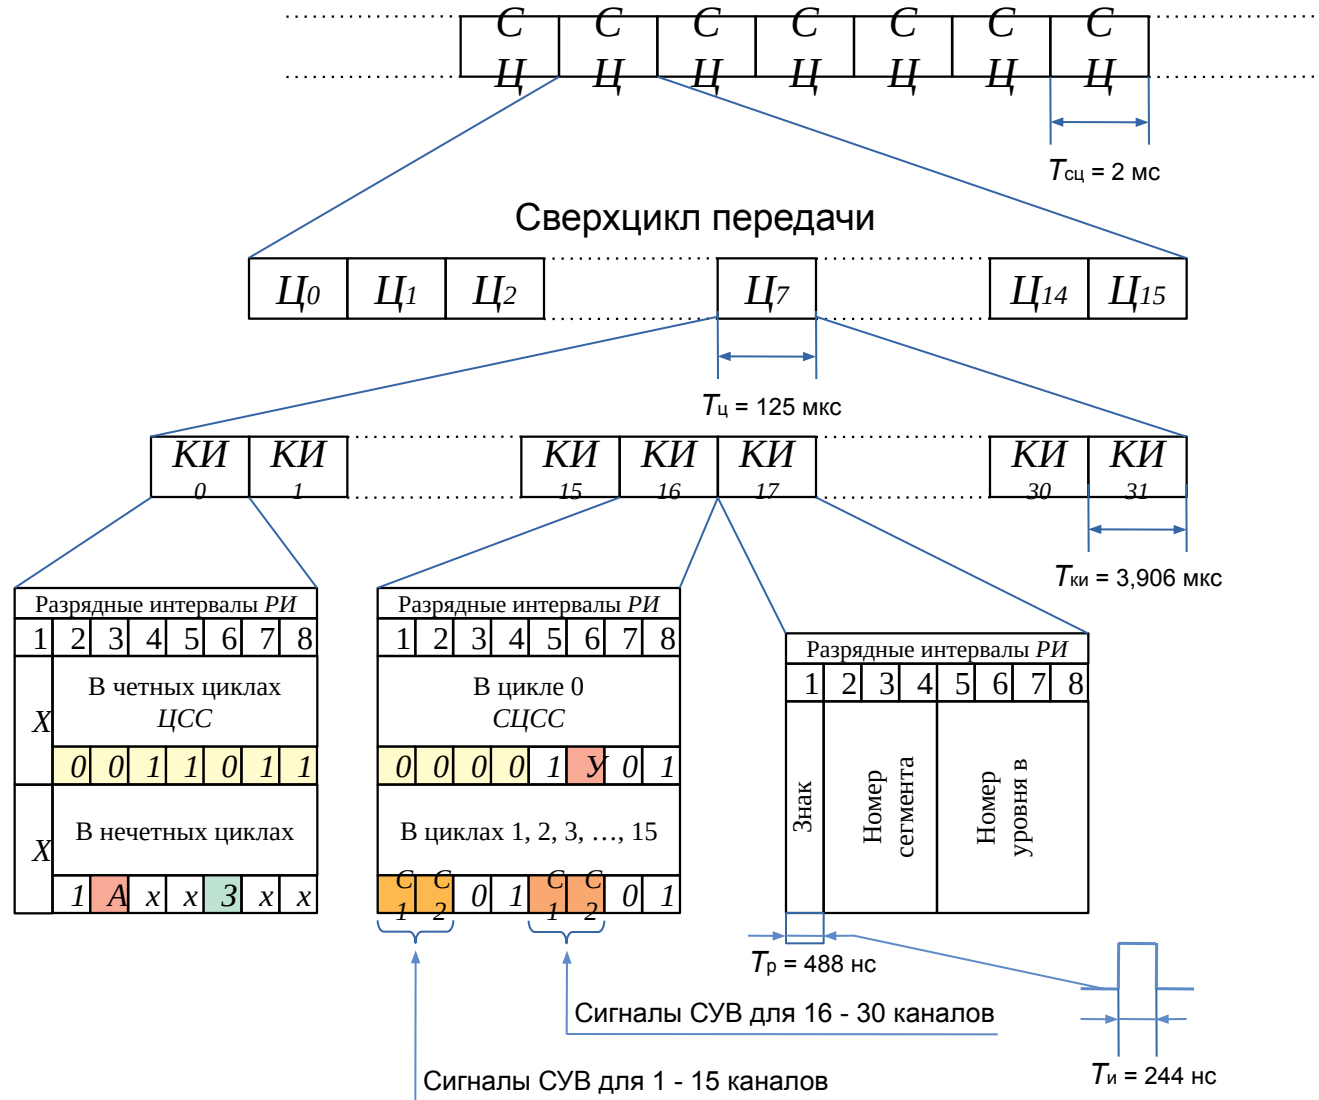 С С С С С С С
Ц Ц Ц Ц Ц Ц Ц
Tсц = 2 мс
Сверхцикл передачи
Ц0 Ц1 Ц2 Ц7 Ц14 Ц15
Tц = 125 мкс
КИ КИ КИ КИ КИ КИ КИ
0 1 15 16 17 30 31
Tки = 3,906 мкс
Разрядные интервалы РИ
1 2 3 4 5 6 7 8
X
В четных циклах
ЦСС
0 0 1 1 0 1 1
X
В нечетных циклах
1 А x x З x x
Разрядные интервалы РИ
1 2 3 4 5 6 7 8
В цикле 0
СЦСС
0 0 0 0 1 У 0 1
В циклах 1, 2, 3, …, 15
С1 С2 0 1 С1 С2 0 1
Разрядные интервалы РИ
1 2 3 4 5 6 7 8
Знак
Номер
сегмента
Номер
уровня в
Tр = 488 нс
Сигналы СУВ для 16 - 30 каналов
Tи = 244 нс
Сигналы СУВ для 1 - 15 каналов